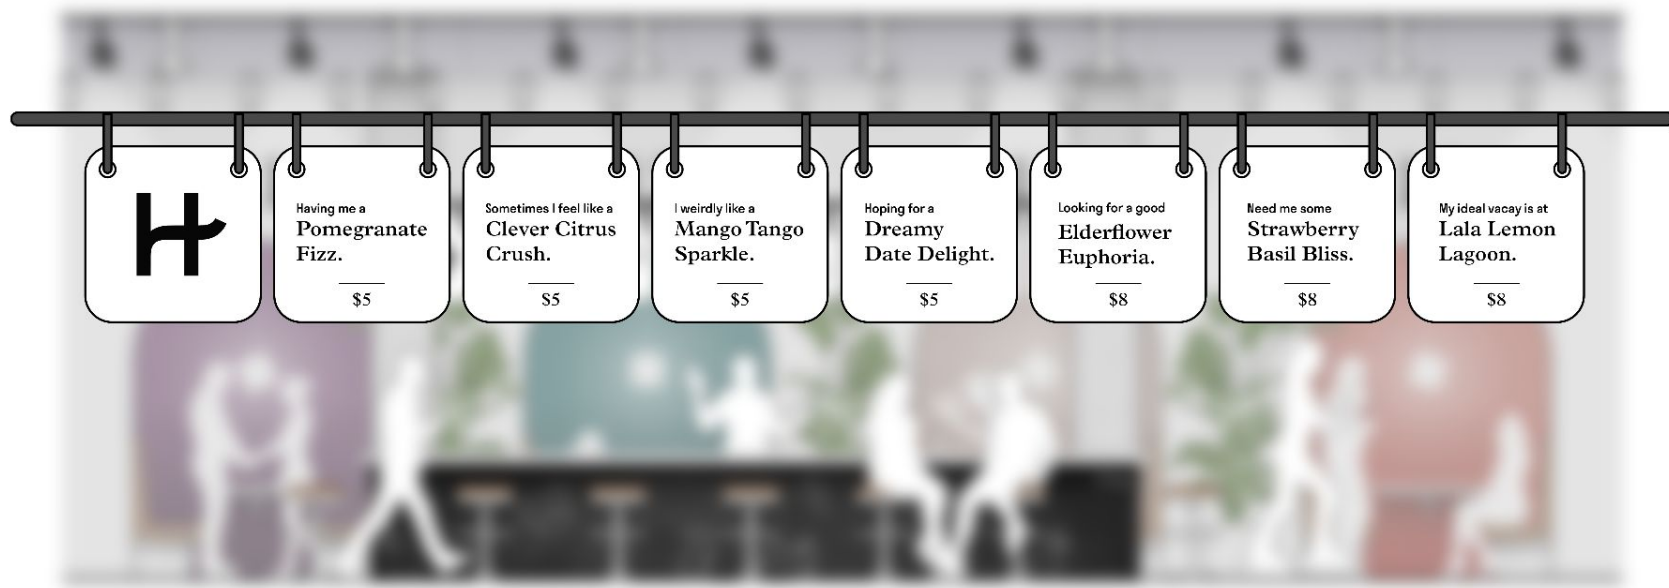 H
Having me a
Pomegranate
Fizz.
$5
Sometimes I feel like a
Clever Citrus
Crush.
$5
I weirdly like a
Mango Tango
Sparkle.
$5
Hoping for a
Dreamy
Date Delight.
$5
Looking for a good
Elderflower
Euphoria.
$8
Need me some
Strawberry
Basil Bliss.
$8
My ideal vacay is at
Lala Lemon
Lagoon.
$8